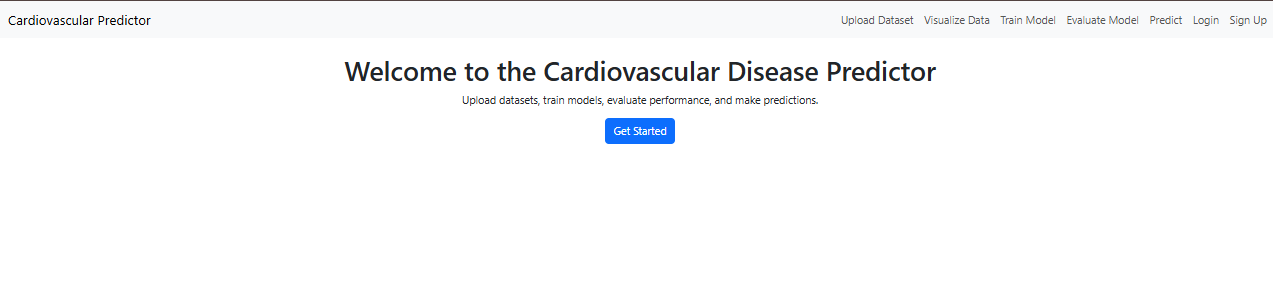 Cardiovascular Predictor Upload Dataset Visualize Data Train Model Evaluate Model Predict Login Sign Up
Welcome to the Cardiovascular Disease Predictor
Upload datasets, train models, evaluate performance, and make predictions.
Get Started